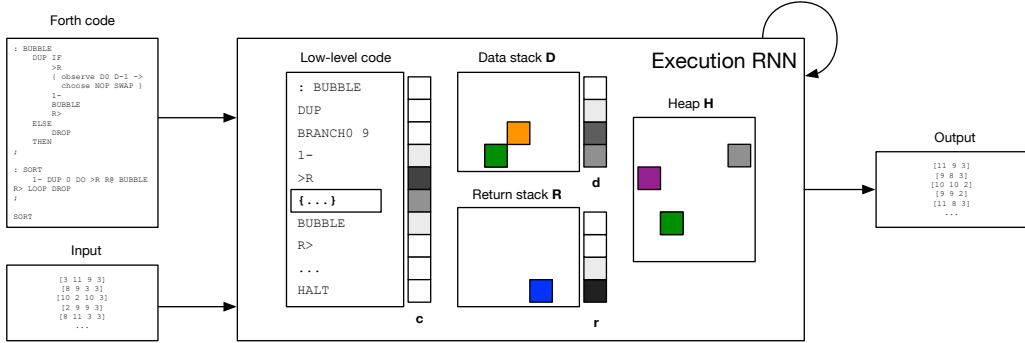 Forth code
: BUBBLE
DUP IF
>R
{ observe D0 D-1 ->
choose NOP SWAP }
1-
BUBBLE
R>
ELSE
DROP
THEN
;
: SORT
1- DUP 0 DO >R R@ BUBBLE
R> LOOP DROP
;
SORT
Input
[3 11 9 3]
[8 9 3 3]
[10 2 10 3]
[2 9 9 3]
[8 11 3 3]
...
Execution RNN
Low-level code
: BUBBLE
DUP
BRANCH0 9
1-
>R
{...}
BUBBLE
R>
...
HALT
c
Data stack D
d
Return stack R
r
Heap H
Output
[11 9 3]
[9 8 3]
[10 10 2]
[9 9 2]
[11 8 3]
...